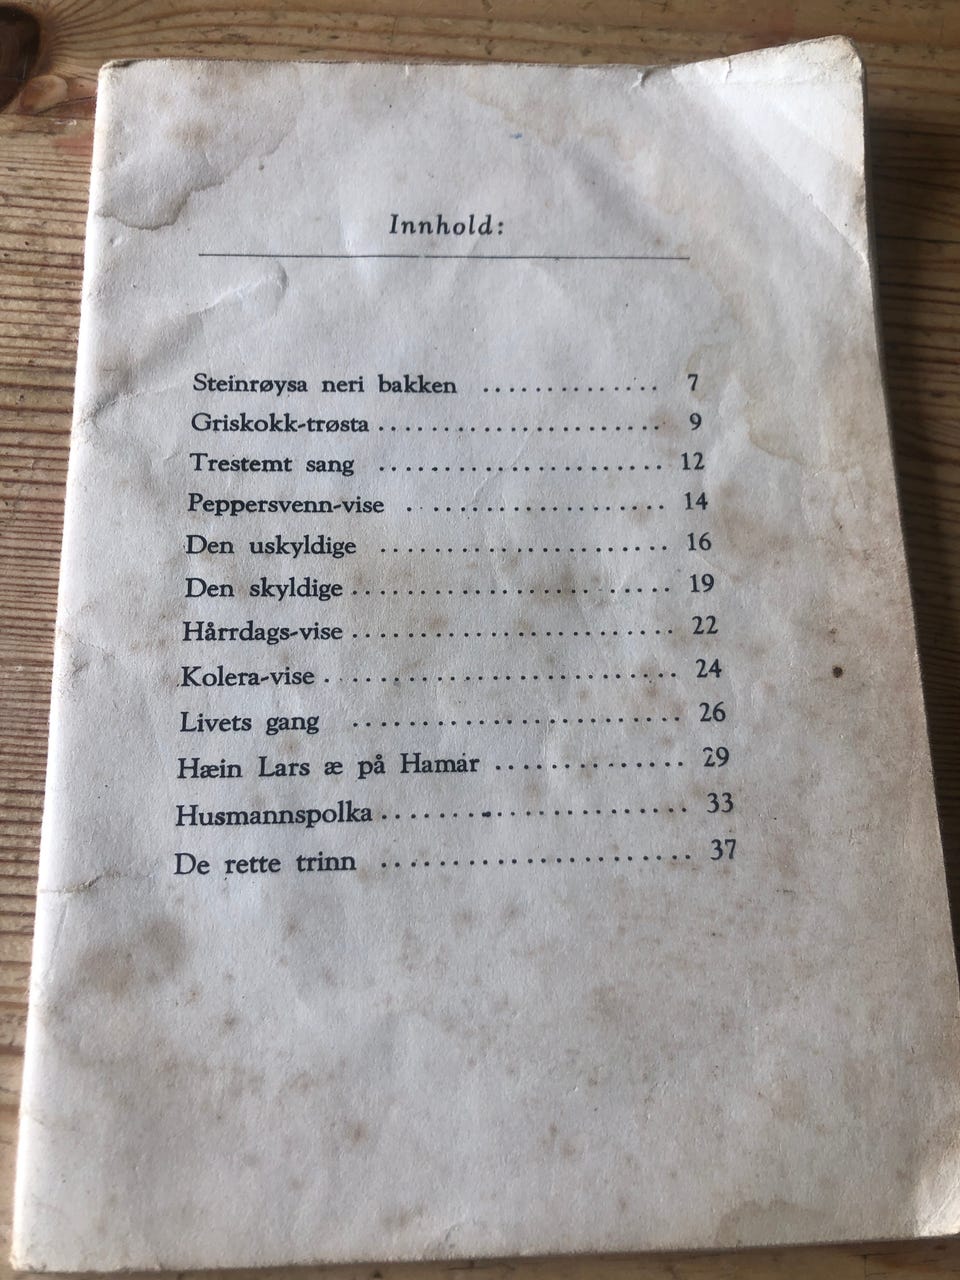 Innhold:
Steinrøysa neri bakken .............. 7
Griskokk-trøsta ...................... 9
Trestemt sang ...................... 12
Peppersvenn-vise .................... 14
Den uskyldige ...................... 16
Den skyldige ........................ 19
Hårrdags-vise ........................ 22
Kolera-vise .......................... 24
Livets gang ........................ 26
Hæin Lars æ på Hamar .............. 29
Husmannspolka ...................... 33
De rette trinn ...................... 37